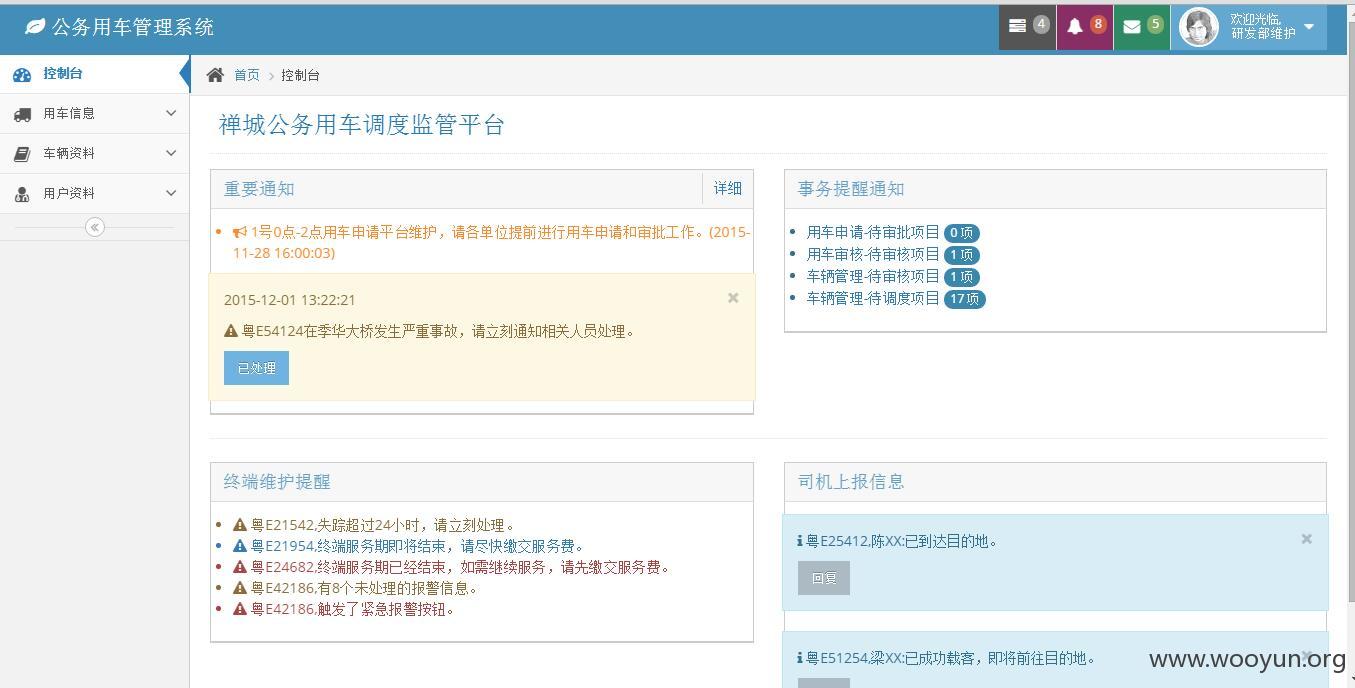 公务用车管理系统
4
8
5
欢迎光临,
研发部维护
控制台
用车信息
车辆资料
用户资料
首页 > 控制台
禅城公务用车调度监管平台
重要通知
详细
1号0点-2点用车申请平台维护，请各单位提前进行用车申请和审批工作。(2015-
11-28 16:00:03)
2015-12-01 13:22:21
粤E54124在季华大桥发生严重事故，请立刻通知相关人员处理。
已处理
事务提醒通知
用车申请-待审批项目 0 项
用车审核-待审核项目 1 项
车辆管理-待审核项目 1 项
车辆管理-待调度项目 17 项
终端维护提醒
粤E21542,失踪超过24小时，请立刻处理。
粤E21954,终端服务期即将结束，请尽快缴交服务费。
粤E24682,终端服务期已经结束，如需继续服务，请先缴交服务费。
粤E42186,有8个未处理的报警信息。
粤E42186,触发了紧急报警按钮。
司机上报信息
粤E25412,陈XX:已到达目的地。
回复
粤E51254,梁XX:已成功载客，即将前往目的地。
www.wooyun.org